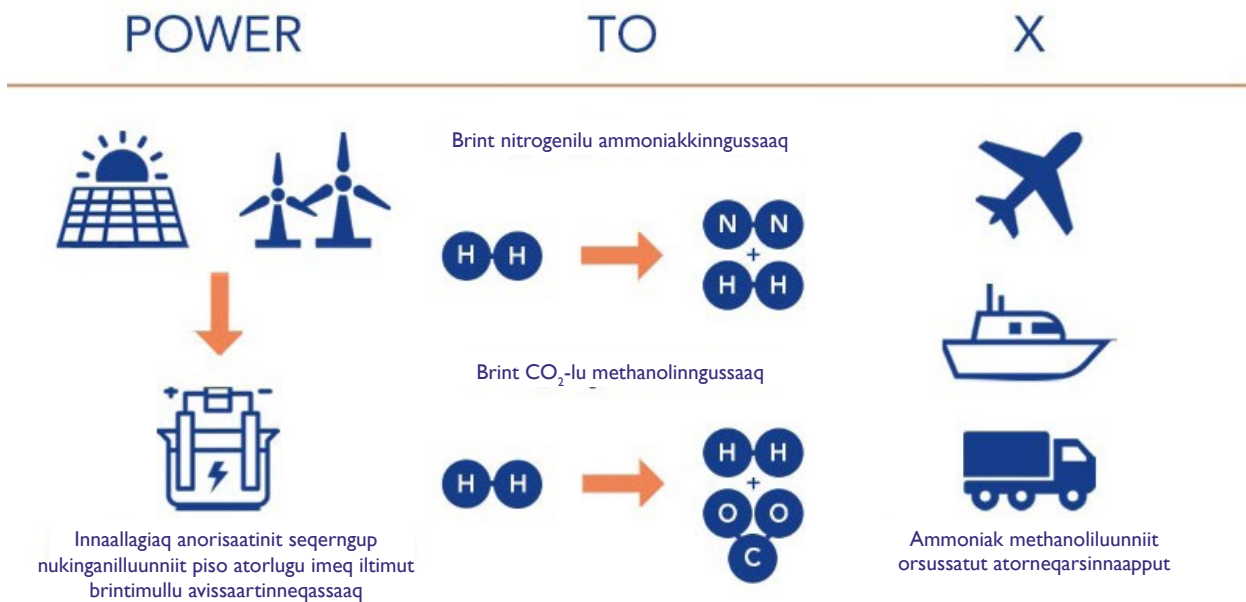 POWER TO X
Brint nitrogenilu ammoniakkinngussaaq
N N
+
H H
H H
Brint CO₂-lu methanolinngussaaq
+ -
H H
+
H H
O O
C
Innaallagiaq anorisaatinit seqerngup
nukinganilluunniit piso atorlugu imeq iltimut
brintimullu avissaartinneqassaaq
Ammoniak methanoliluunniit
orsussatut atorneqarsinnaapput